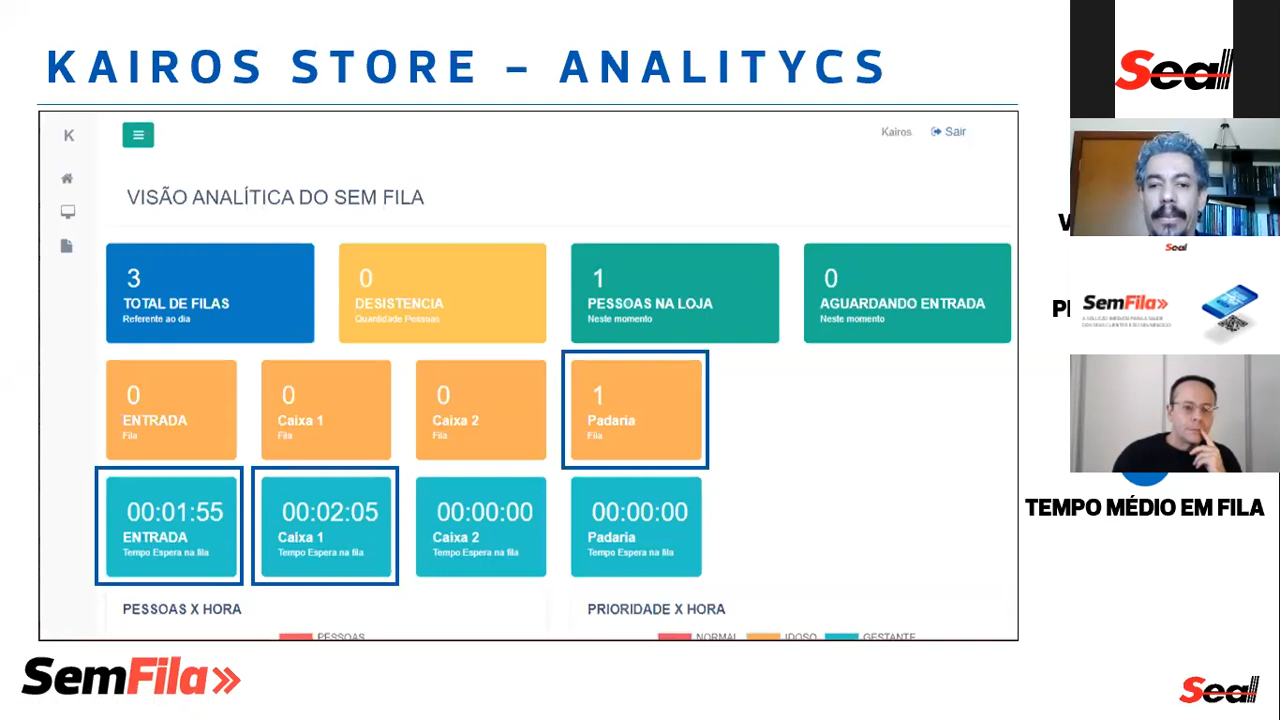 KAIROS STORE – ANALITYCS
Seal
K
Kairos
Sair
VISÃO ANALÍTICA DO SEM FILA
3
TOTAL DE FILAS
Referente ao dia
0
DESISTENCIA
Quantidade Pessoas
1
PESSOAS NA LOJA
Neste momento
0
AGUARDANDO ENTRADA
Neste momento
0
ENTRADA
Fila
0
Caixa 1
Fila
0
Caixa 2
Fila
1
Padaria
Fila
00:01:55
ENTRADA
Tempo Espera na fila
00:02:05
Caixa 1
Tempo Espera na fila
00:00:00
Caixa 2
Tempo Espera na fila
00:00:00
Padaria
Tempo Espera na fila
PESSOAS X HORA
PESSOAS
PRIORIDADE X HORA
NORMAL
IDOSO
GESTANTE
Seal
SemFila
TEMPO MÉDIO EM FILA
SemFila
Seal